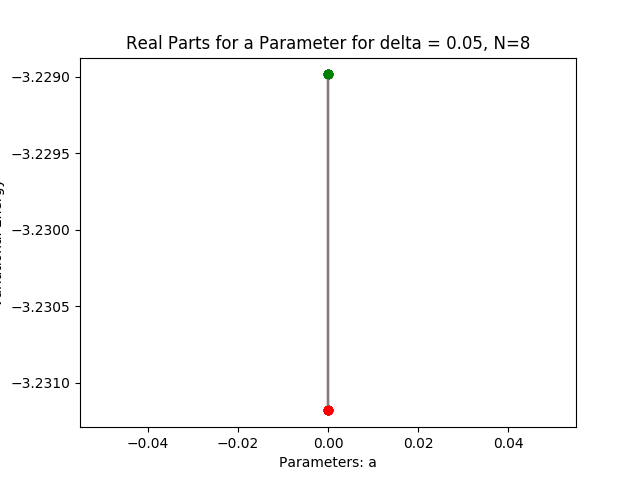 Real Parts for a Parameter for delta = 0.05, N=8
−3.2290
−3.2295
−3.2300
−3.2305
−3.2310
−0.04 −0.02 0.00 0.02 0.04
Parameters: a